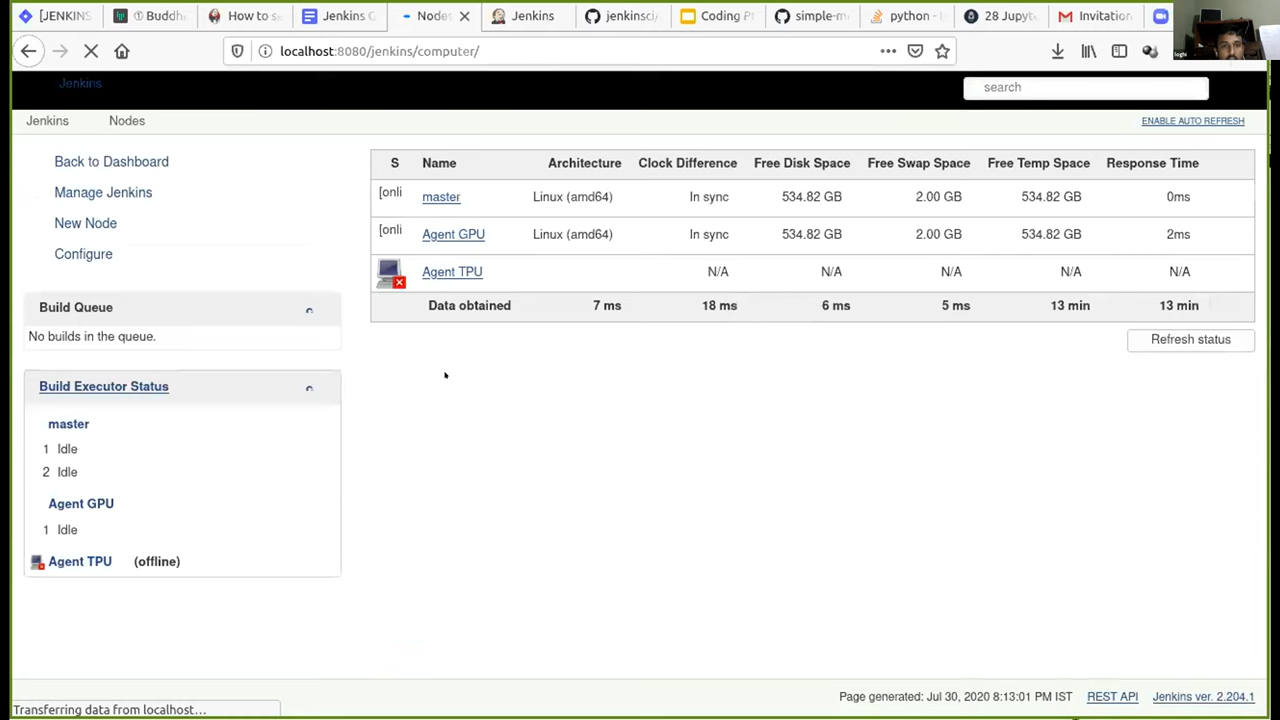 [JENKINS
① Buddh
How to s
Jenkins G
Nodes
Jenkins
jenkinsci/
Coding P
simple-m
python -
28 Jupyt
Invitation
localhost:8080/jenkins/computer/
loghi
Jenkins
search
Jenkins Nodes
ENABLE AUTO REFRESH
Back to Dashboard
Manage Jenkins
New Node
Configure
Build Queue
No builds in the queue.
Build Executor Status
master
1 Idle
2 Idle
Agent GPU
1 Idle
Agent TPU (offline)
S Name Architecture Clock Difference Free Disk Space Free Swap Space Free Temp Space Response Time
[onli master Linux (amd64) In sync 534.82 GB 2.00 GB 534.82 GB 0ms
[onli Agent GPU Linux (amd64) In sync 534.82 GB 2.00 GB 534.82 GB 2ms
Agent TPU N/A N/A N/A N/A N/A
Data obtained 7 ms 18 ms 6 ms 5 ms 13 min 13 min
Refresh status
Page generated: Jul 30, 2020 8:13:01 PM IST REST API Jenkins ver. 2.204.1
Transferring data from localhost...